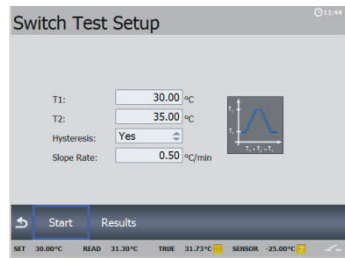 Switch Test Setup 11:44
T1: 30.00 °C
T2: 35.00 °C
Hysteresis: Yes
Slope Rate: 0.50 °C/min
Start Results
SET 30.00°C READ 31.30°C TRUE 31.73°C SENSOR -25.00°C